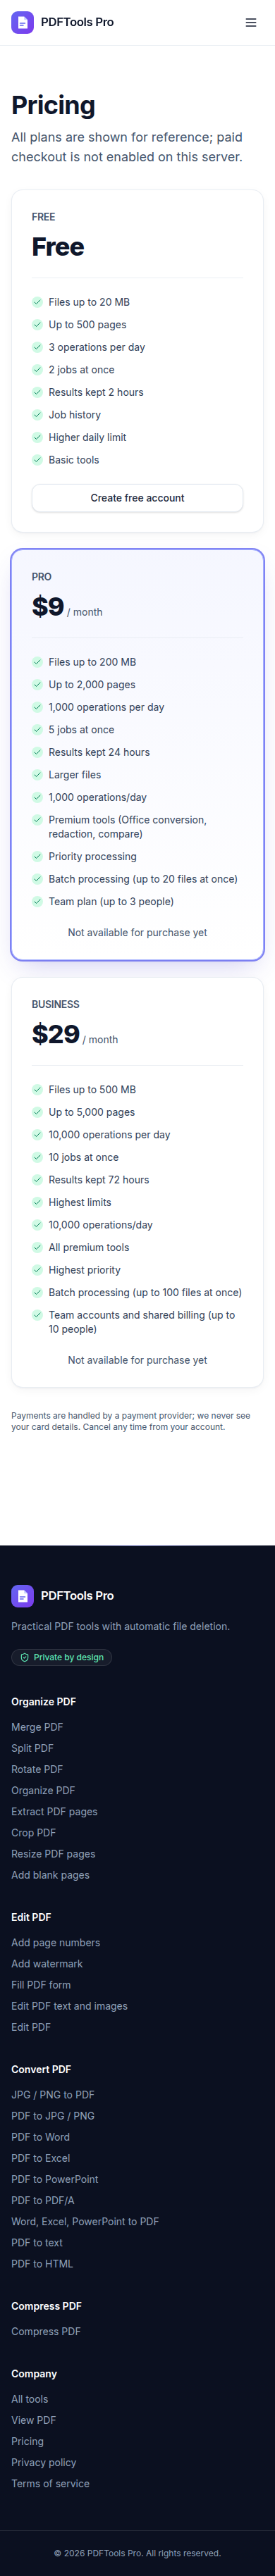 PDFTools Pro
Pricing
All plans are shown for reference; paid
checkout is not enabled on this server.
FREE
Free
Files up to 20 MB
Up to 500 pages
3 operations per day
2 jobs at once
Results kept 2 hours
Job history
Higher daily limit
Basic tools
Create free account
PRO
$9 / month
Files up to 200 MB
Up to 2,000 pages
1,000 operations per day
5 jobs at once
Results kept 24 hours
Larger files
1,000 operations/day
Premium tools (Office conversion,
redaction, compare)
Priority processing
Batch processing (up to 20 files at once)
Team plan (up to 3 people)
Not available for purchase yet
BUSINESS
$29 / month
Files up to 500 MB
Up to 5,000 pages
10,000 operations per day
10 jobs at once
Results kept 72 hours
Highest limits
10,000 operations/day
All premium tools
Highest priority
Batch processing (up to 100 files at once)
Team accounts and shared billing (up to
10 people)
Not available for purchase yet
Payments are handled by a payment provider; we never see
your card details. Cancel any time from your account.
PDFTools Pro
Practical PDF tools with automatic file deletion.
Private by design
Organize PDF
Merge PDF
Split PDF
Rotate PDF
Organize PDF
Extract PDF pages
Crop PDF
Resize PDF pages
Add blank pages
Edit PDF
Add page numbers
Add watermark
Fill PDF form
Edit PDF text and images
Edit PDF
Convert PDF
JPG / PNG to PDF
PDF to JPG / PNG
PDF to Word
PDF to Excel
PDF to PowerPoint
PDF to PDF/A
Word, Excel, PowerPoint to PDF
PDF to text
PDF to HTML
Compress PDF
Compress PDF
Company
All tools
View PDF
Pricing
Privacy policy
Terms of service
© 2026 PDFTools Pro. All rights reserved.